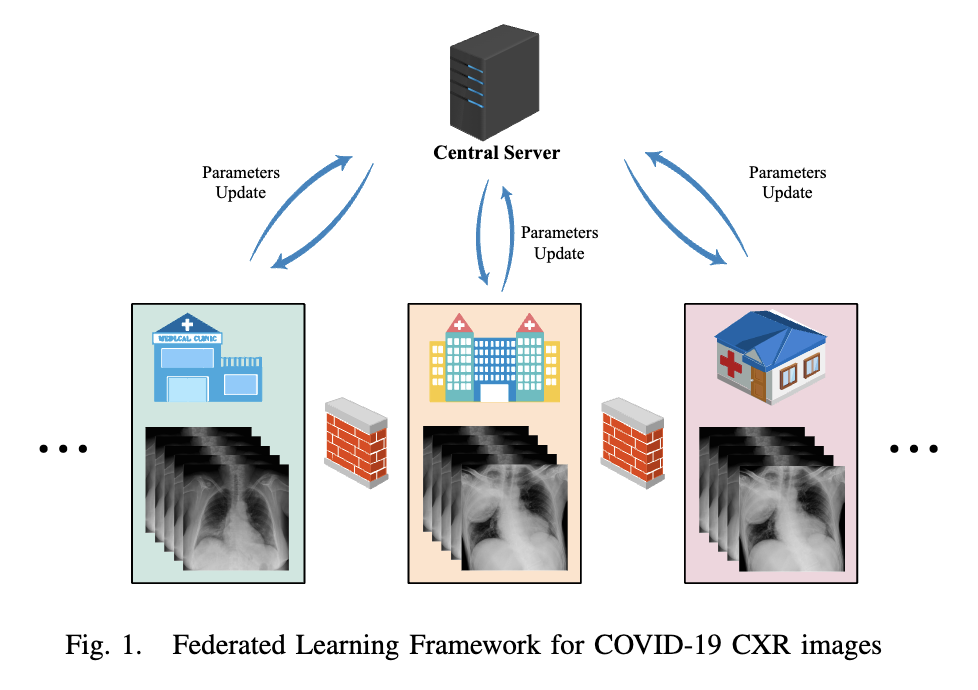 Central Server
Parameters
Update
Parameters
Update
Parameters
Update
CLINIC
Fig. 1. Federated Learning Framework for COVID-19 CXR images